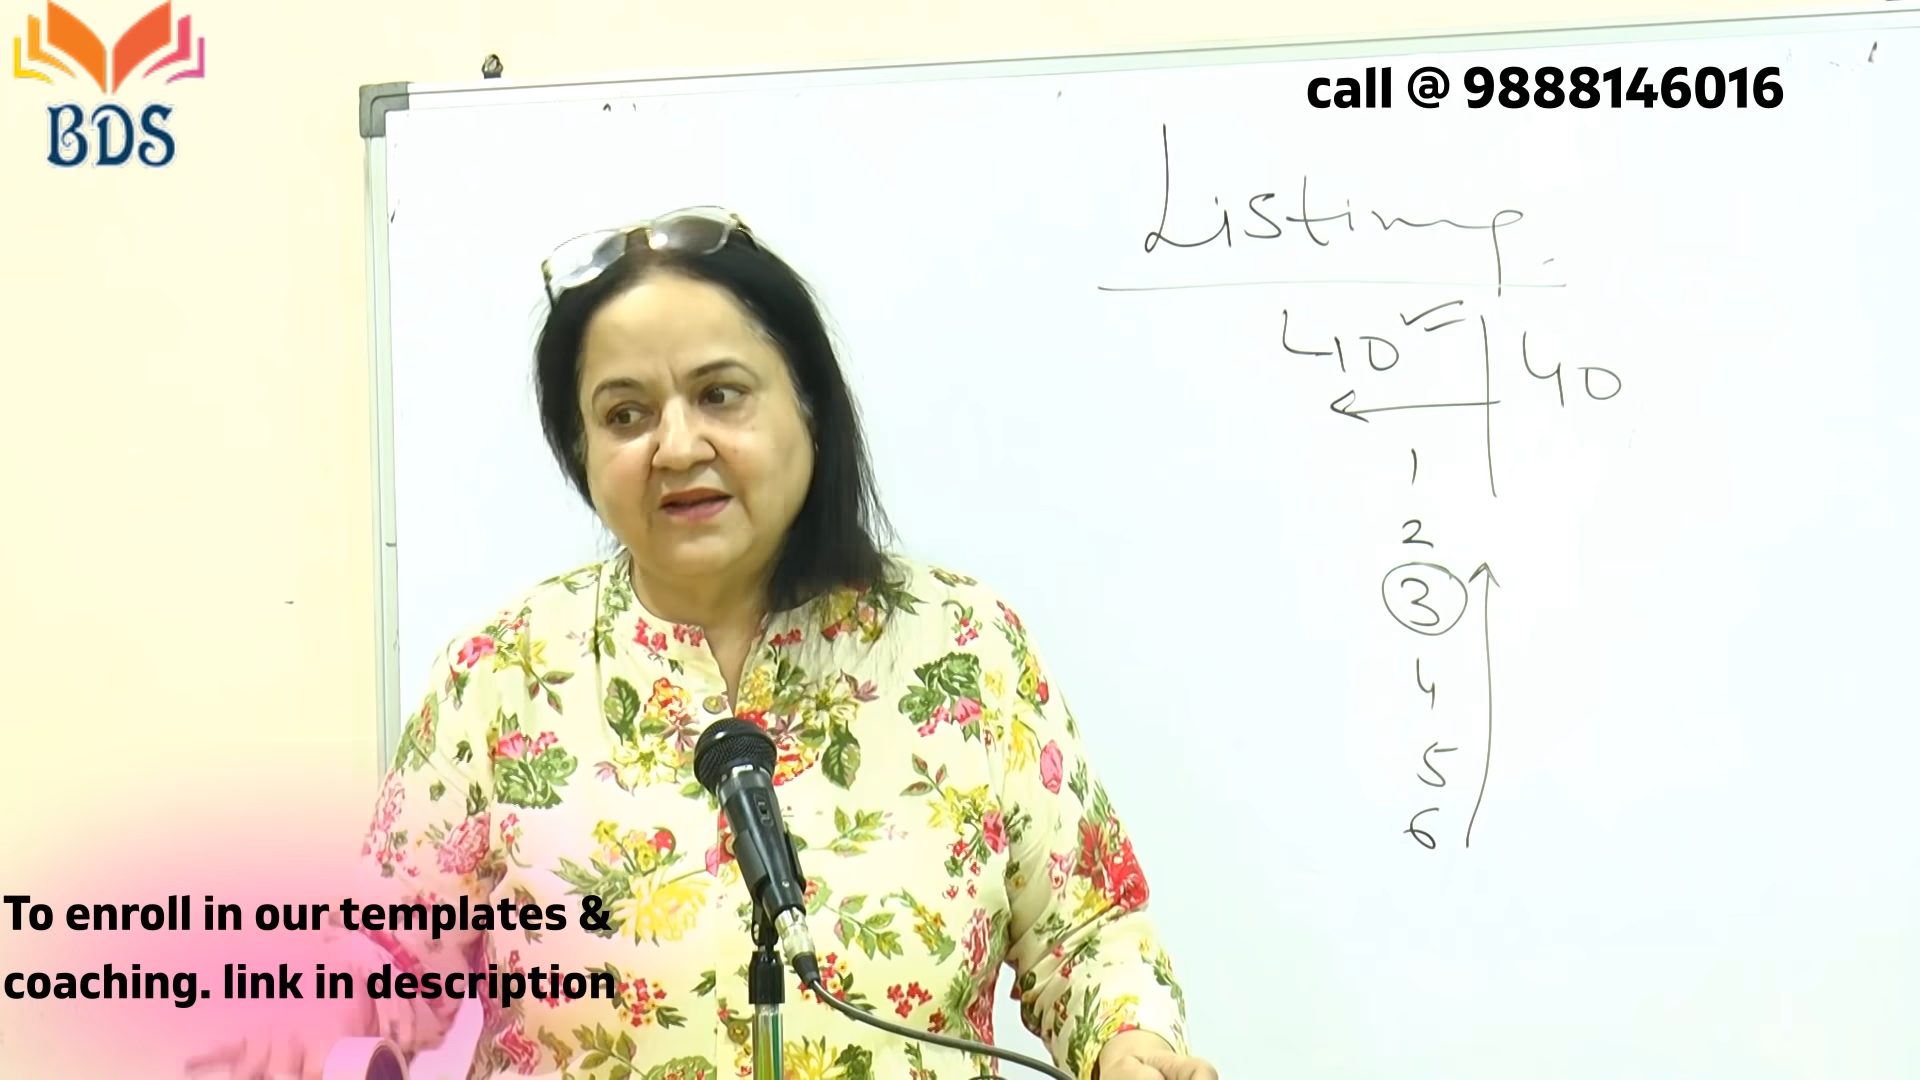 BDS
call @ 9888146016
Listing
40 40
1
2
3
4
5
6
To enroll in our templates &
coaching. link in description